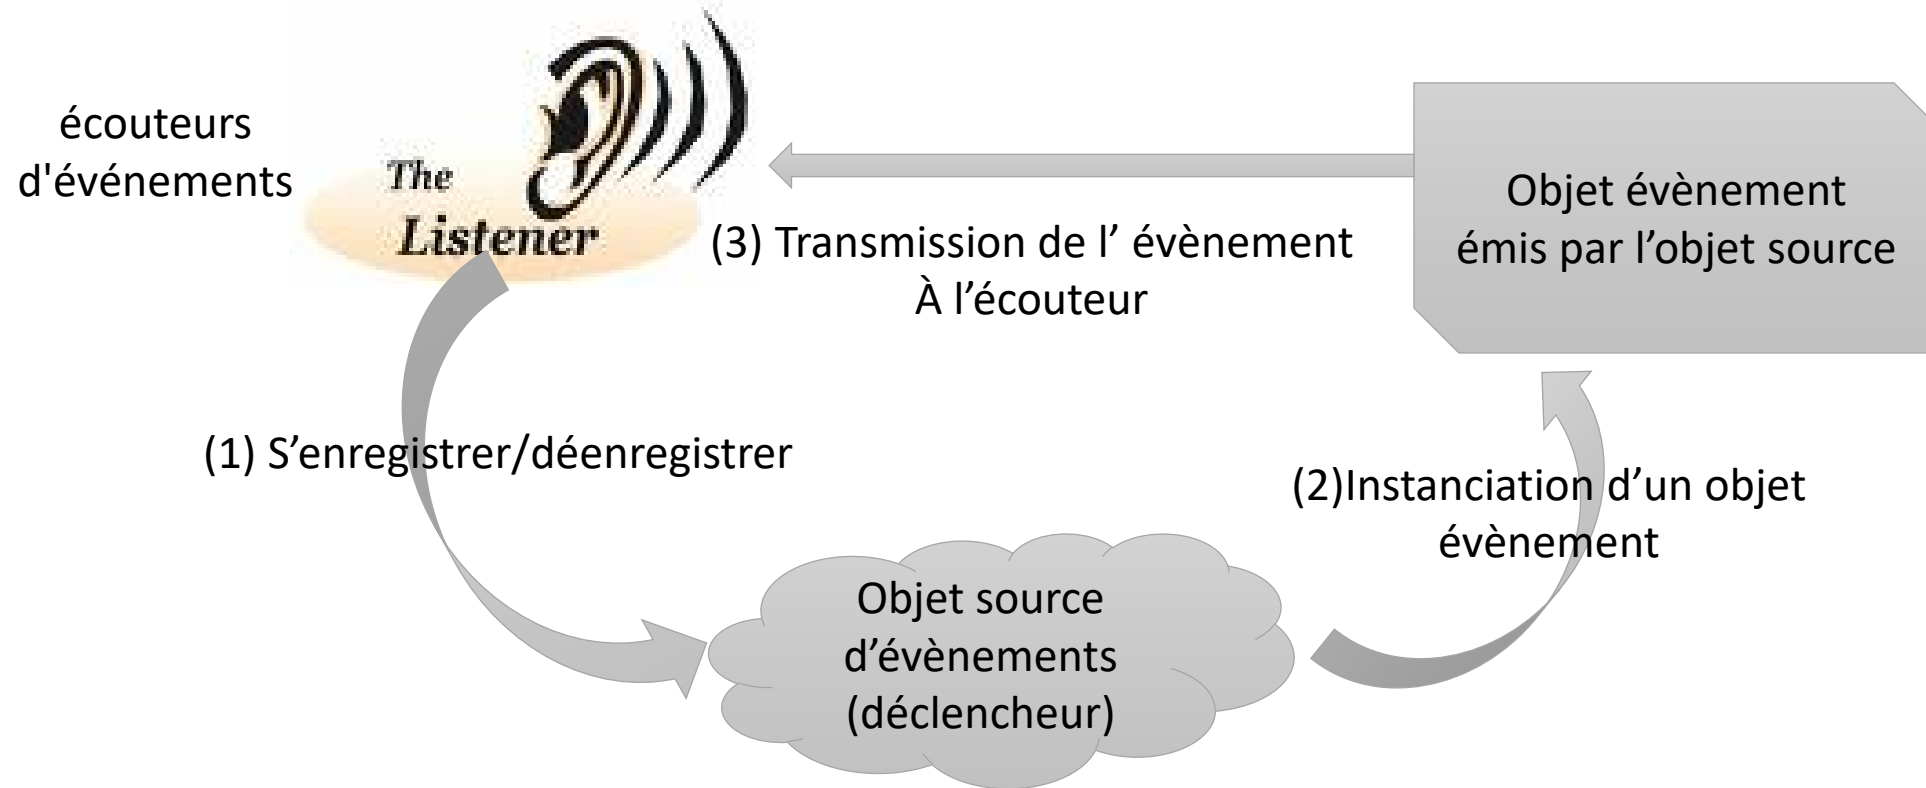 écouteurs
d'événements
The
Listener
(3) Transmission de l’ évènement
À l’écouteur
Objet évènement
émis par l’objet source
(1) S’enregistrer/déenregistrer
(2)Instanciation d’un objet
évènement
Objet source
d’évènements
(déclencheur)